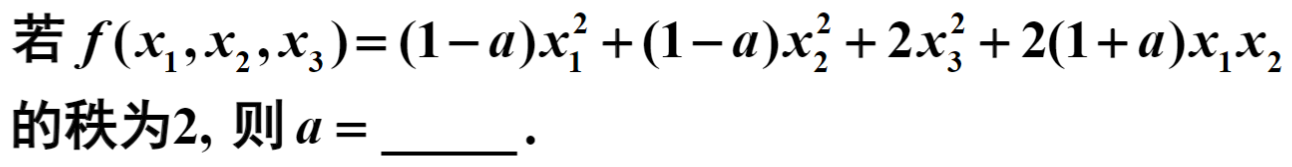 若 f(x₁,x₂,x₃)=(1−a)x₁²+(1−a)x₂²+2x₃²+2(1+a)x₁x₂
的秩为2, 则 a = ______.